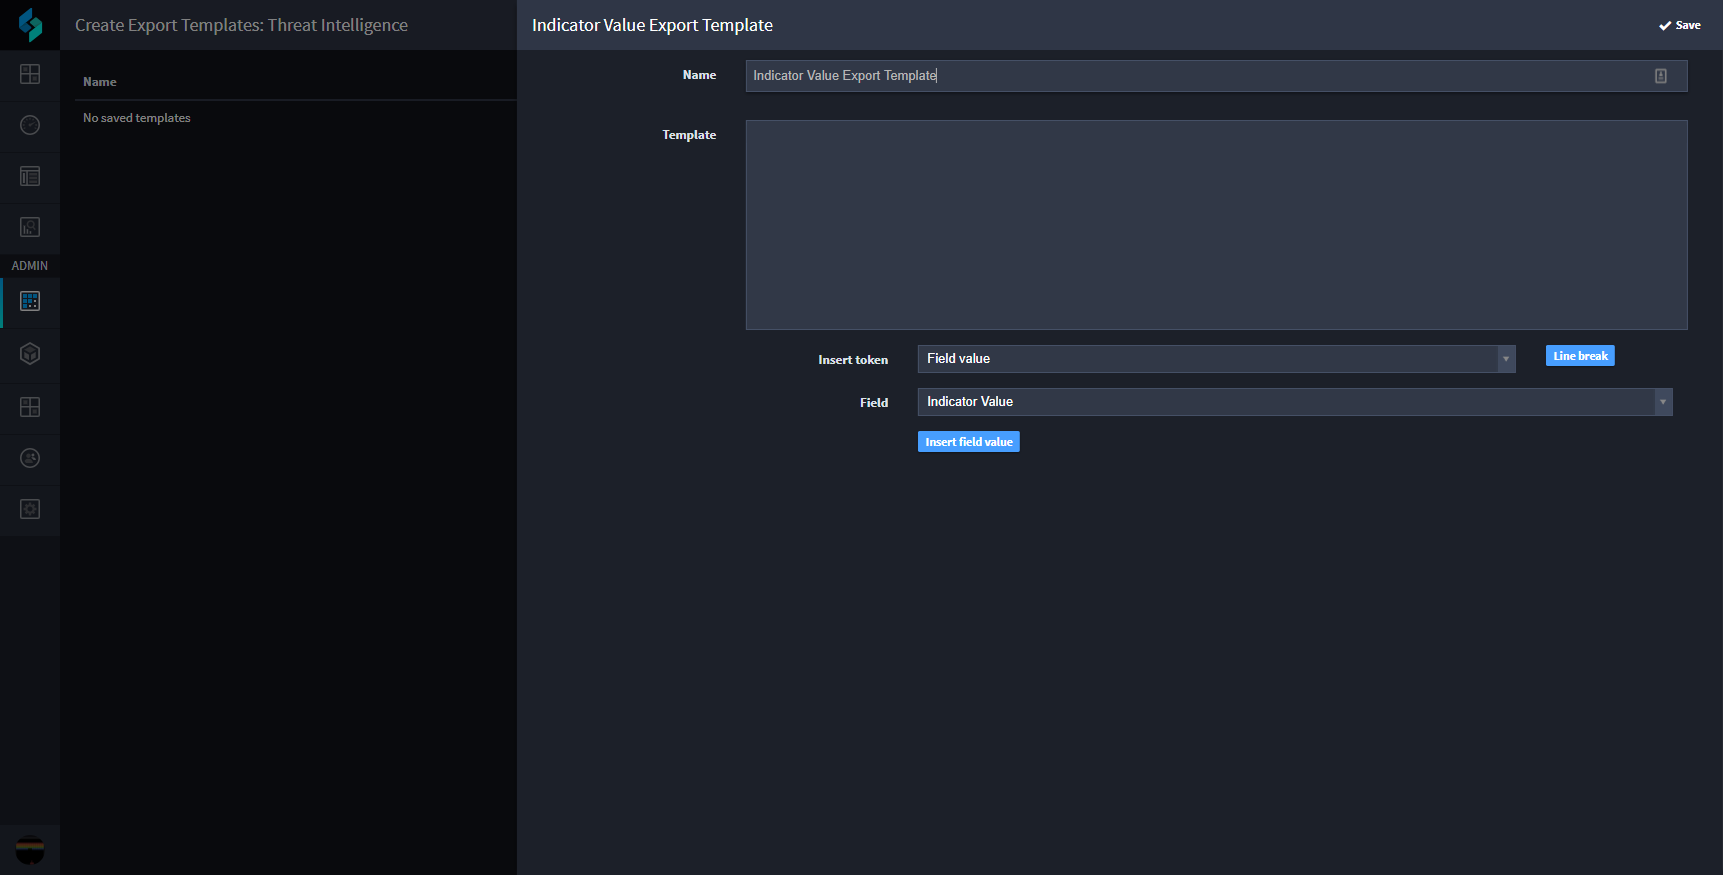 Create Export Templates: Threat Intelligence
Indicator Value Export Template
Save
Name
No saved templates
ADMIN
Name
Indicator Value Export Template
Template
Insert token
Field value
Line break
Field
Indicator Value
Insert field value